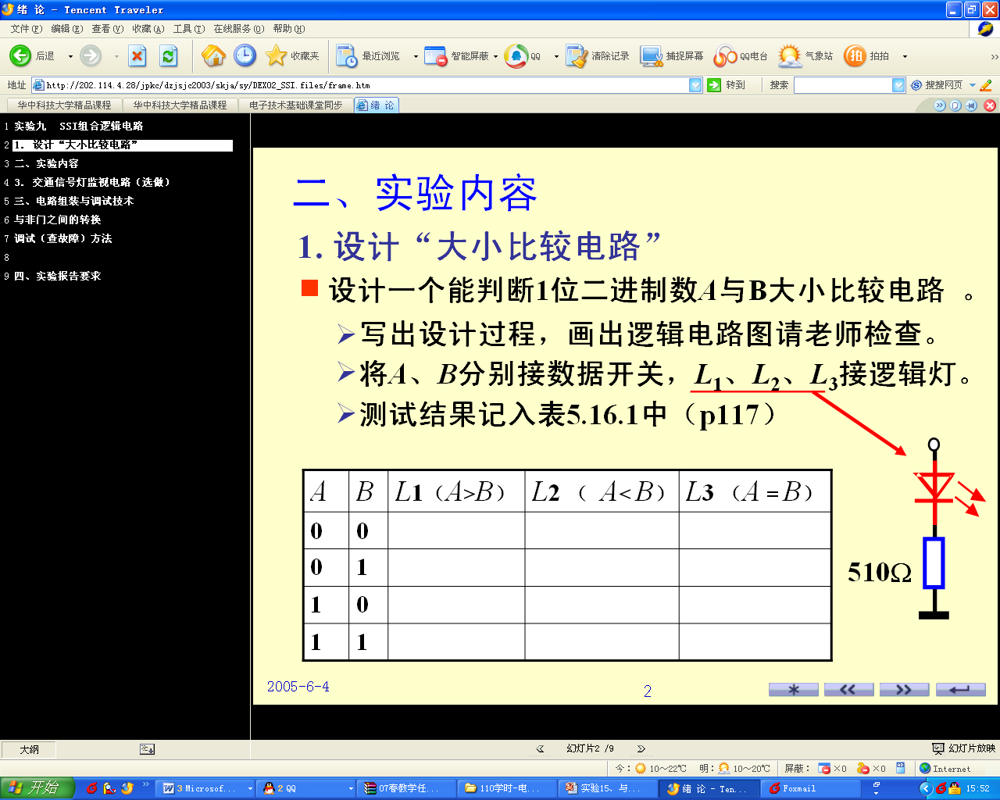 绪 论 - Tencent Traveler
文件(F) 编辑(E) 查看(V) 收藏(A) 工具(T) 在线服务(O) 帮助(H)
后退 收藏夹 最近浏览 智能屏蔽 QQ 清除记录 捕捉屏幕 QQ电台 气象站 拍拍
地址 http://202.114.4.28/jpkc/dzjsjc2003/skja/sy/DEX02_SSI.files/frame.htm 转到 搜索 搜搜网页
华中科技大学精品课程 华中科技大学精品课程 电子技术基础课堂同步 绪 论
1 实验九 SSI组合逻辑电路
2 1. 设计“大小比较电路”
3 二、实验内容
4 3. 交通信号灯监视电路（选做）
5 三、电路组装与调试技术
6 与非门之间的转换
7 调试（查故障）方法
8
9 四、实验报告要求
二、实验内容
1. 设计“大小比较电路”
设计一个能判断1位二进制数A与B大小比较电路 。
写出设计过程，画出逻辑电路图请老师检查。
将A、B分别接数据开关，L1、L2、L3接逻辑灯。
测试结果记入表5.16.1中（p117）
A B L1（A>B） L2 （ A<B） L3 （A =B）
0 0
0 1
1 0
1 1
510Ω
2005-6-4
2
大纲 幻灯片2 /9 幻灯片放映
今： 10～22℃ 明： 10～20℃ 屏蔽： ×0 ×0 Internet
开始 3 Microsof... 2 QQ 07春教学任... 110学时-电... 实验15、与... 绪 论 - Ten... Foxmail 15:52